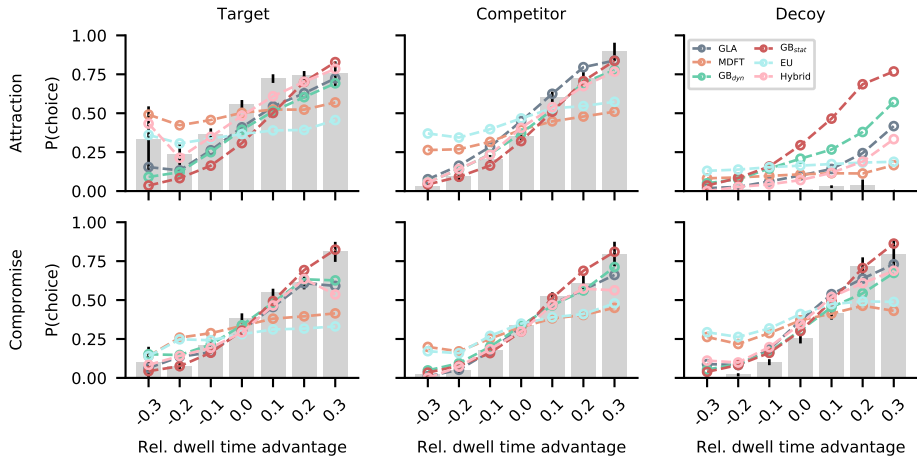 Target
Competitor
Decoy
Attraction
P(choice)
1.00
0.75
0.50
0.25
0.00
GLA
MDFT
GB_dyn
GB_stat
EU
Hybrid
Compromise
P(choice)
1.00
0.75
0.50
0.25
0.00
-0.3 -0.2 -0.1 0.0 0.1 0.2 0.3
-0.3 -0.2 -0.1 0.0 0.1 0.2 0.3
-0.3 -0.2 -0.1 0.0 0.1 0.2 0.3
Rel. dwell time advantage
Rel. dwell time advantage
Rel. dwell time advantage